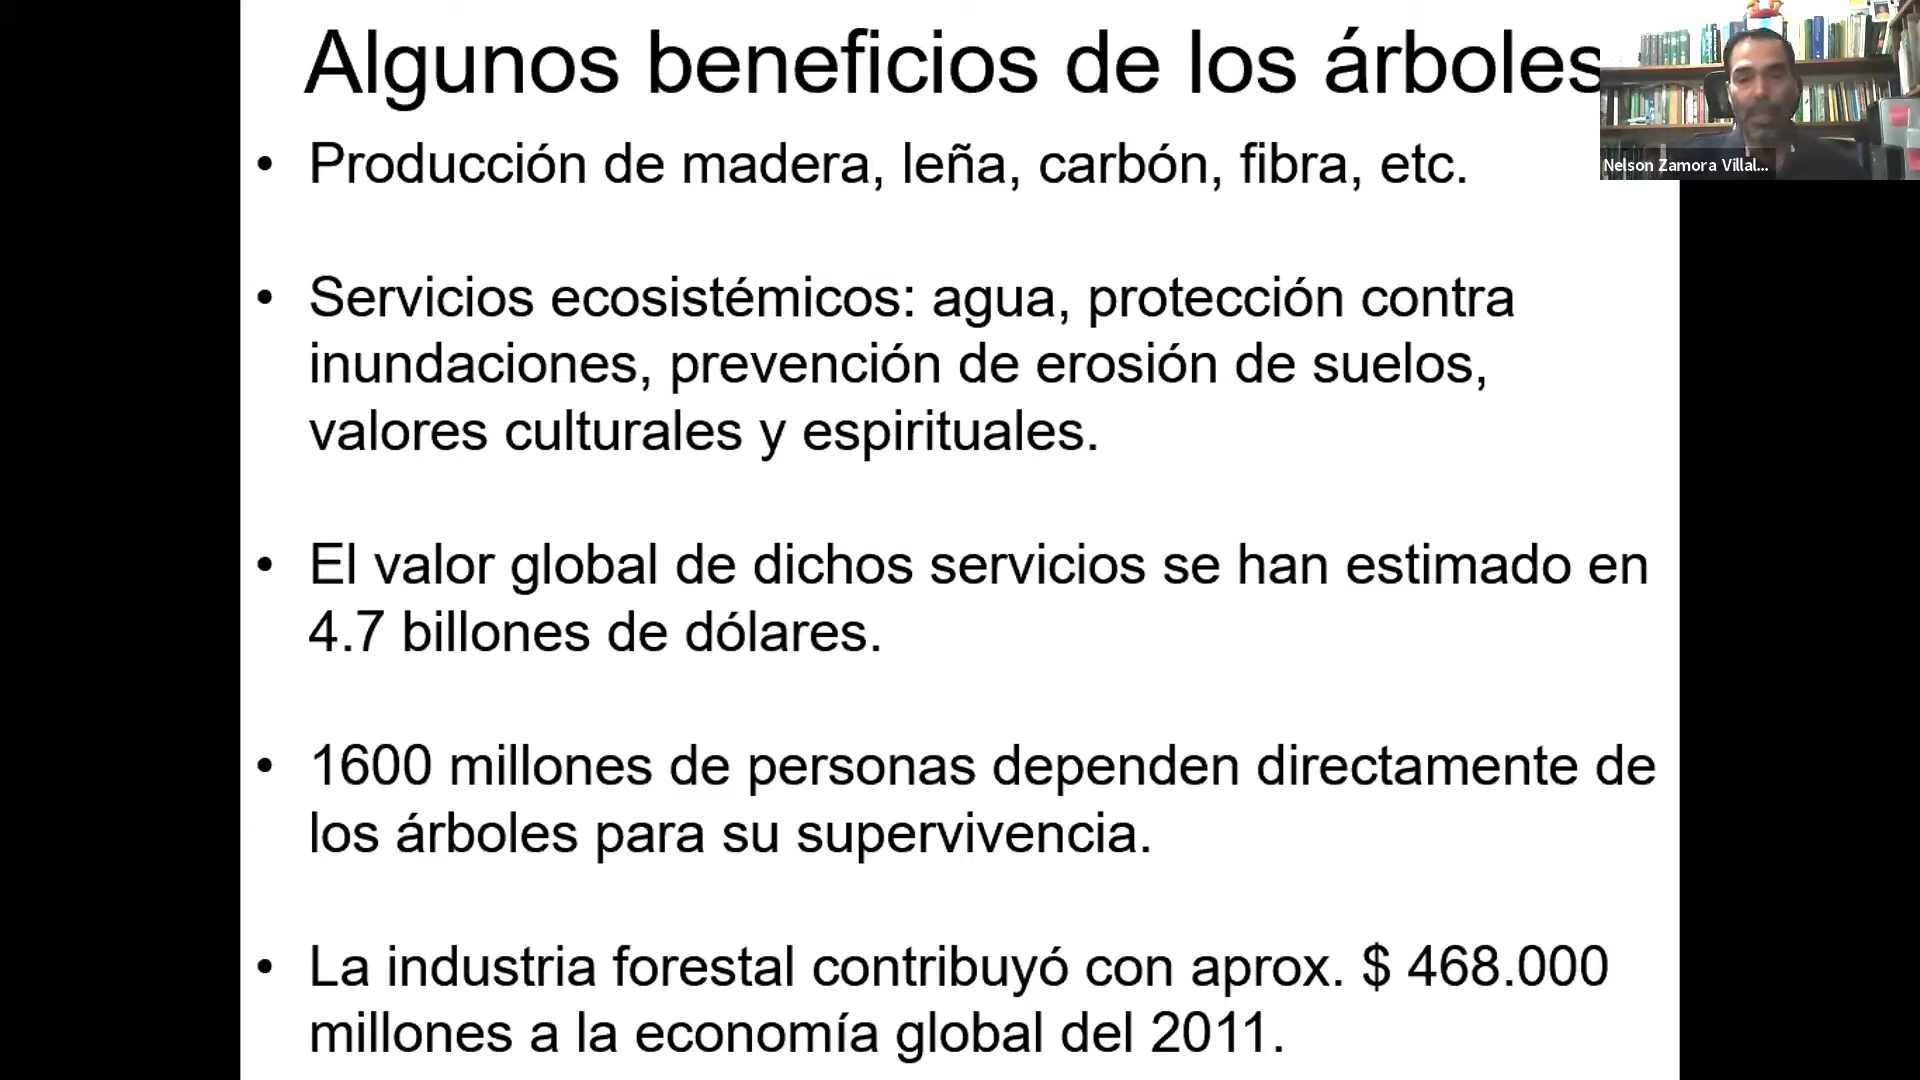 Algunos beneficios de los árboles
• Producción de madera, leña, carbón, fibra, etc.
• Servicios ecosistémicos: agua, protección contra
inundaciones, prevención de erosión de suelos,
valores culturales y espirituales.
• El valor global de dichos servicios se han estimado en
4.7 billones de dólares.
• 1600 millones de personas dependen directamente de
los árboles para su supervivencia.
• La industria forestal contribuyó con aprox. $ 468.000
millones a la economía global del 2011.
Nelson Zamora Villal...